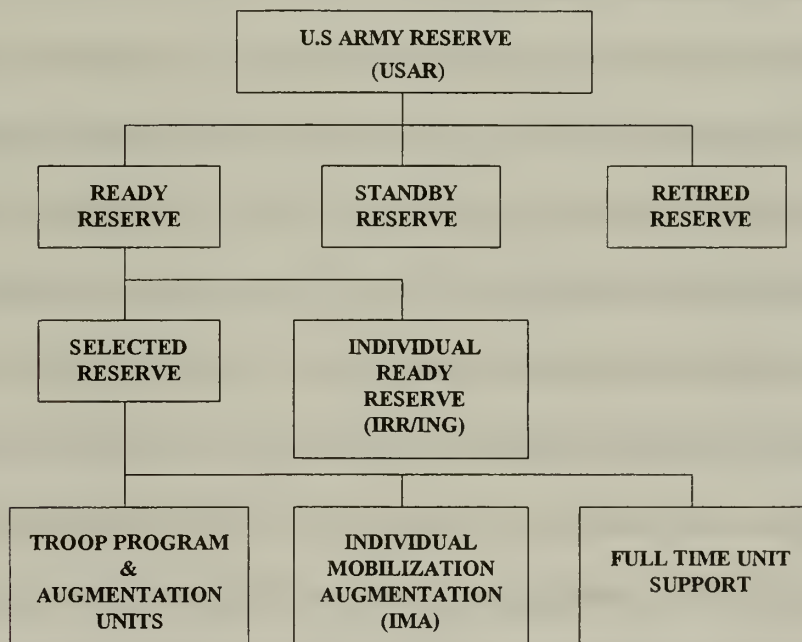 U.S ARMY RESERVE
(USAR)
READY
RESERVE
STANDBY
RESERVE
RETIRED
RESERVE
SELECTED
RESERVE
INDIVIDUAL
READY
RESERVE
(IRR/ING)
TROOP PROGRAM
&
AUGMENTATION
UNITS
INDIVIDUAL
MOBILIZATION
AUGMENTATION
(IMA)
FULL TIME UNIT
SUPPORT